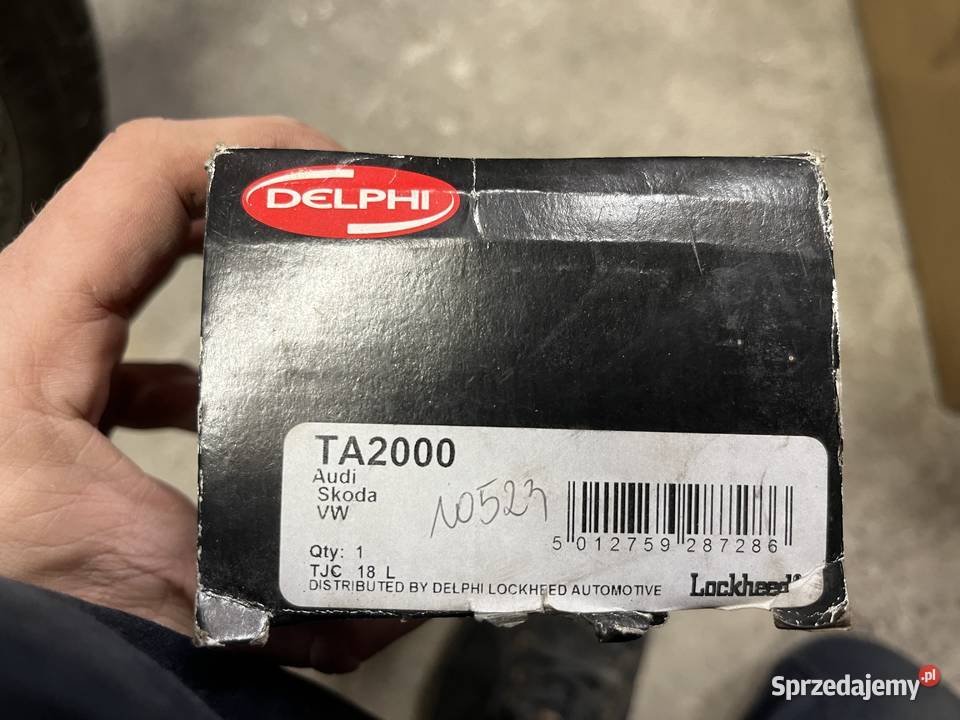 DELPHI
TA2000
Audi
Skoda
VW
10523
Qty: 1
TJC 18 L
5 012759 287286
DISTRIBUTED BY DELPHI LOCKHEED AUTOMOTIVE
Lockheed
Sprzedajemy.pl